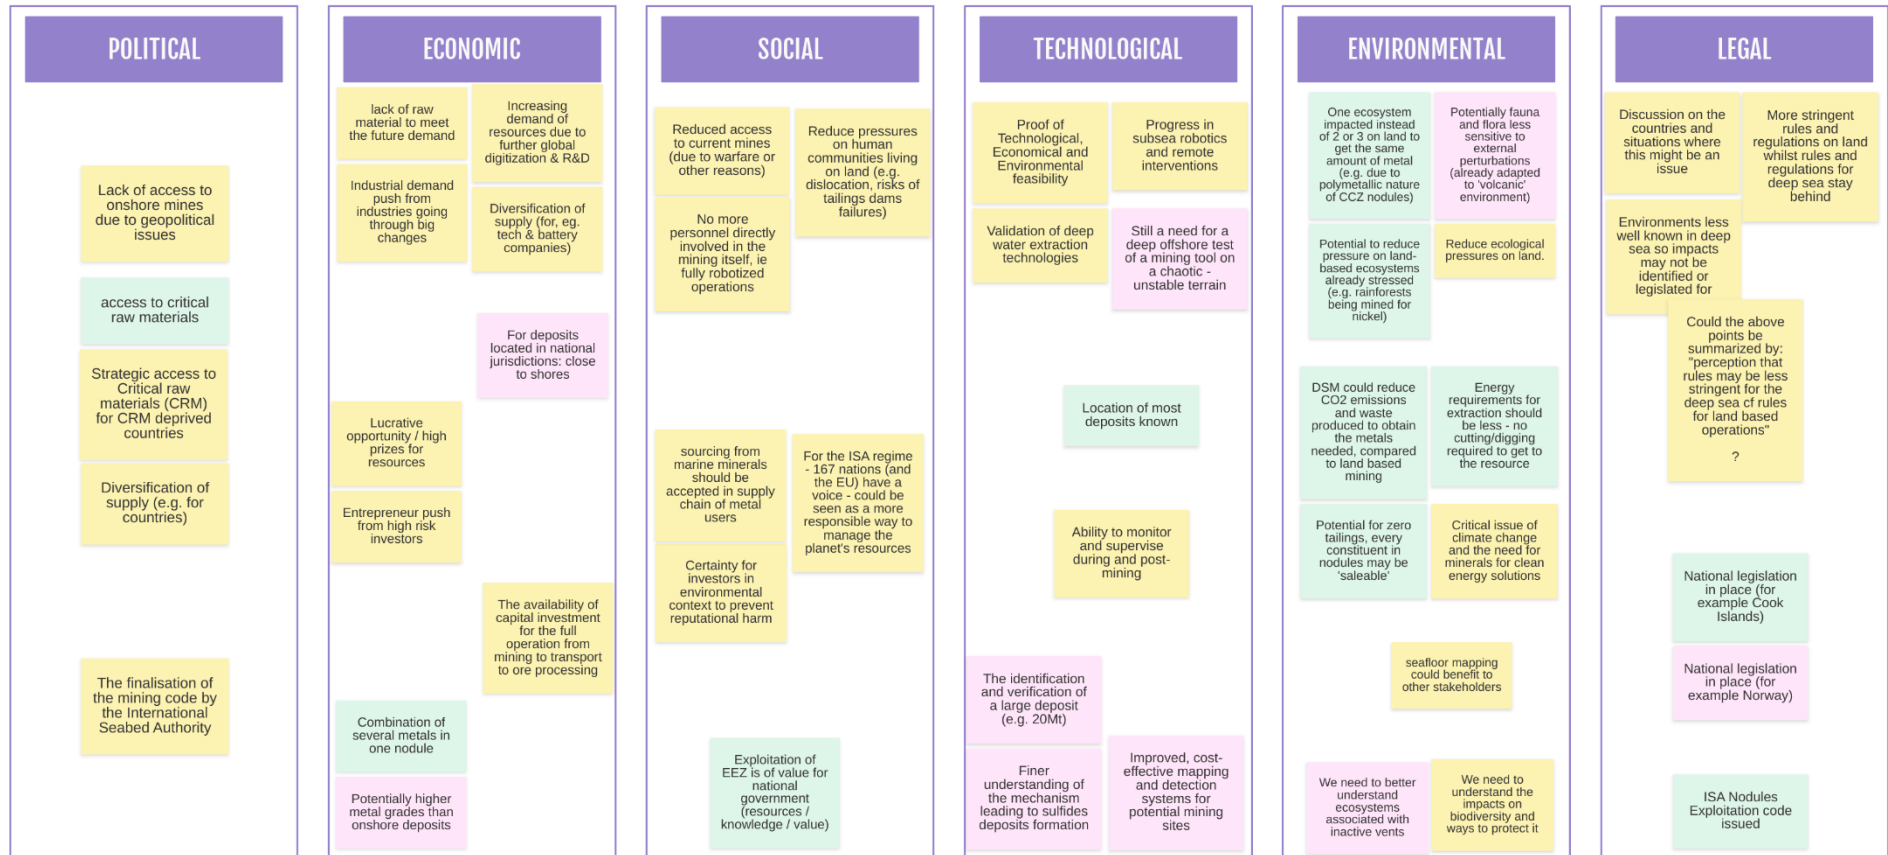 POLITICAL
Lack of access to
onshore mines
due to geopolitical
issues
access to critical
raw materials
Strategic access to
Critical raw
materials (CRM)
for CRM deprived
countries
Diversification of
supply (e.g. for
countries)
The finalisation of
the mining code by
the International
Seabed Authority
ECONOMIC
lack of raw
material to meet
the future demand
Increasing
demand of
resources due to
further global
digitization & R&D
Industrial demand
push from
industries going
through big
changes
Diversification of
supply (for, eg.
tech & battery
companies)
For deposits
located in national
jurisdictions: close
to shores
Lucrative
opportunity / high
prizes for
resources
Entrepreneur push
from high risk
investors
The availability of
capital investment
for the full
operation from
mining to transport
to ore processing
Combination of
several metals in
one nodule
Potentially higher
metal grades than
onshore deposits
SOCIAL
Reduced access
to current mines
(due to warfare or
other reasons)
Reduce pressures
on human
communities living
on land (e.g.
dislocation, risks of
tailings dams
failures)
No more
personnel directly
involved in the
mining itself, ie
fully robotized
operations
sourcing from
marine minerals
should be
accepted in supply
chain of metal
users
For the ISA regime
- 167 nations (and
the EU) have a
voice - could be
seen as a more
responsible way to
manage the
planet's resources
Certainty for
investors in
environmental
context to prevent
reputational harm
Exploitation of
EEZ is of value for
national
government
(resources /
knowledge / value)
TECHNOLOGICAL
Proof of
Technological,
Economical and
Environmental
feasibility
Progress in
subsea robotics
and remote
interventions
Validation of deep
water extraction
technologies
Still a need for a
deep offshore test
of a mining tool on
a chaotic -
unstable terrain
Location of most
deposits known
Ability to monitor
and supervise
during and post-
mining
The identification
and verification of
a large deposit
(e.g. 20Mt)
Finer
understanding of
the mechanism
leading to sulfides
deposits formation
Improved, cost-
effective mapping
and detection
systems for
potential mining
sites
ENVIRONMENTAL
One ecosystem
impacted instead
of 2 or 3 on land to
get the same
amount of metal
(e.g. due to
polymetallic nature
of CCZ nodules)
Potentially fauna
and flora less
sensitive to
external
perturbations
(already adapted
to 'volcanic'
environment)
Potential to reduce
pressure on land-
based ecosystems
already stressed
(e.g. rainforests
being mined for
nickel)
Reduce ecological
pressures on land.
DSM could reduce
CO2 emissions
and waste
produced to obtain
the metals
needed, compared
to land based
mining
Energy
requirements for
extraction should
be less - no
cutting/digging
required to get to
the resource
Potential for zero
tailings, every
constituent in
nodules may be
'saleable'
Critical issue of
climate change
and the need for
minerals for clean
energy solutions
seafloor mapping
could benefit to
other stakeholders
We need to better
understand
ecosystems
associated with
inactive vents
We need to
understand the
impacts on
biodiversity and
ways to protect it
LEGAL
Discussion on the
countries and
situations where
this might be an
issue
More stringent
rules and
regulations on land
whilst rules and
regulations for
deep sea stay
behind
Environments less
well known in deep
sea so impacts
may not be
identified or
legislated for
Could the above
points be
summarized by:
"perception that
rules may be less
stringent for the
deep sea cf rules
for land based
operations"
?
National legislation
in place (for
example Cook
Islands)
National legislation
in place (for
example Norway)
ISA Nodules
Exploitation code
issued